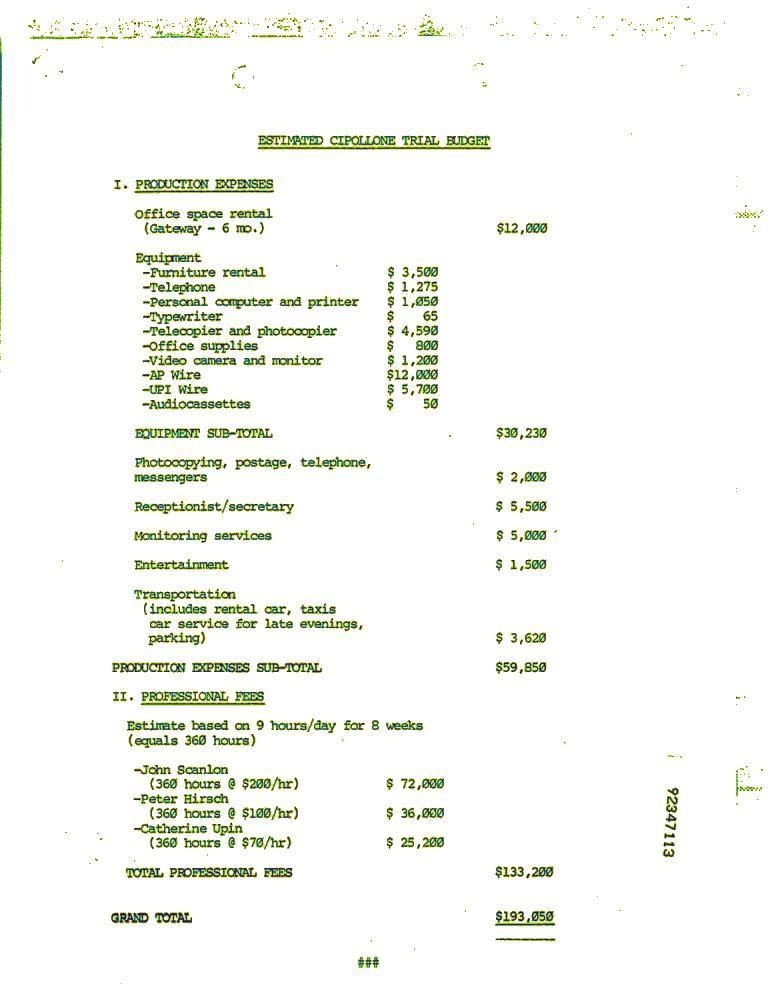 ESTIMATED CIPOLLONE TRIAL BUDGET
I. PRODUCTION EXPENSES
Office space rental
(Gateway - 6 mo.) $12,000
Equipment
-Furniture rental $ 3,500
-Telephone $ 1,275
-Personal computer and printer $ 1,050
-Typewriter $ 65
-Telecopier and photocopier $ 4,590
-Office supplies $ 800
-Video camera and monitor $ 1,200
-AP Wire $12,000
-UPI Wire $ 5,700
-Audiocassettes $ 50
EQUIPMENT SUB-TOTAL $30,230
Photocopying, postage, telephone,
messengers $ 2,000
Receptionist/secretary $ 5,500
Monitoring services $ 5,000
Entertainment $ 1,500
Transportation
(includes rental car, taxis
car service for late evenings,
parking) $ 3,620
PRODUCTION EXPENSES SUB-TOTAL $59,850
II. PROFESSIONAL FEES
Estimate based on 9 hours/day for 8 weeks
(equals 360 hours)
-John Scanlon
(360 hours @ $200/hr) $ 72,000
-Peter Hirsch
(360 hours @ $100/hr) $ 36,000
-Catherine Upin
(360 hours @ $70/hr) $ 25,200
TOTAL PROFESSIONAL FEES $133,200
GRAND TOTAL $193,050
###
92347113